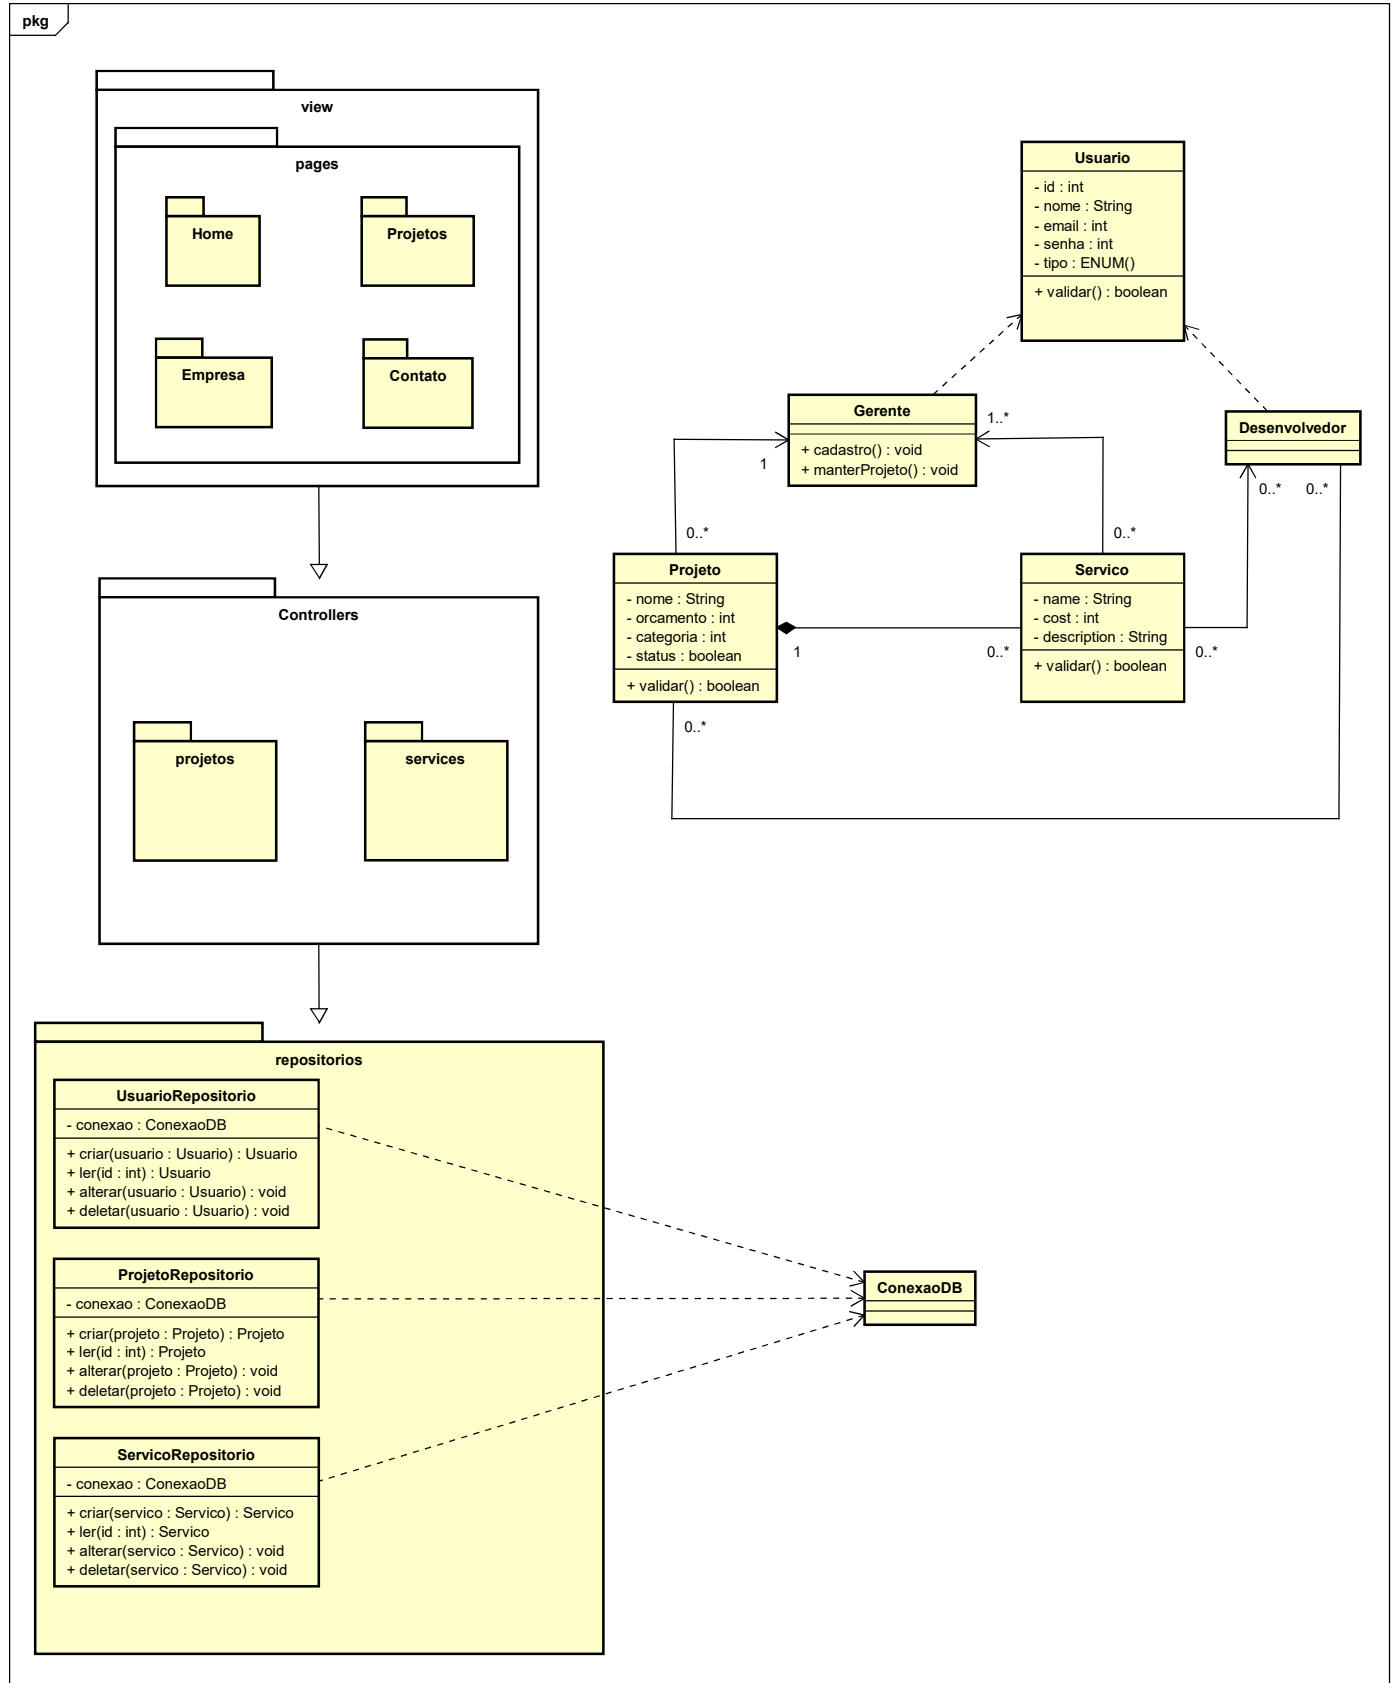 pkg
view
pages
Home
Projetos
Empresa
Contato
Usuario
- id : int
- nome : String
- email : int
- senha : int
- tipo : ENUM()
+ validar() : boolean
Gerente
+ cadastro() : void
+ manterProjeto() : void
1..*
1
Desenvolvedor
0..*
0..*
0..*
0..*
Projeto
- nome : String
- orcamento : int
- categoria : int
- status : boolean
+ validar() : boolean
1
0..*
Servico
- name : String
- cost : int
- description : String
+ validar() : boolean
0..*
0..*
Controllers
projetos
services
repositorios
UsuarioRepositorio
- conexao : ConexaoDB
+ criar(usuario : Usuario) : Usuario
+ ler(id : int) : Usuario
+ alterar(usuario : Usuario) : void
+ deletar(usuario : Usuario) : void
ProjetoRepositorio
- conexao : ConexaoDB
+ criar(projeto : Projeto) : Projeto
+ ler(id : int) : Projeto
+ alterar(projeto : Projeto) : void
+ deletar(projeto : Projeto) : void
ConexaoDB
ServicoRepositorio
- conexao : ConexaoDB
+ criar(servico : Servico) : Servico
+ ler(id : int) : Servico
+ alterar(servico : Servico) : void
+ deletar(servico : Servico) : void